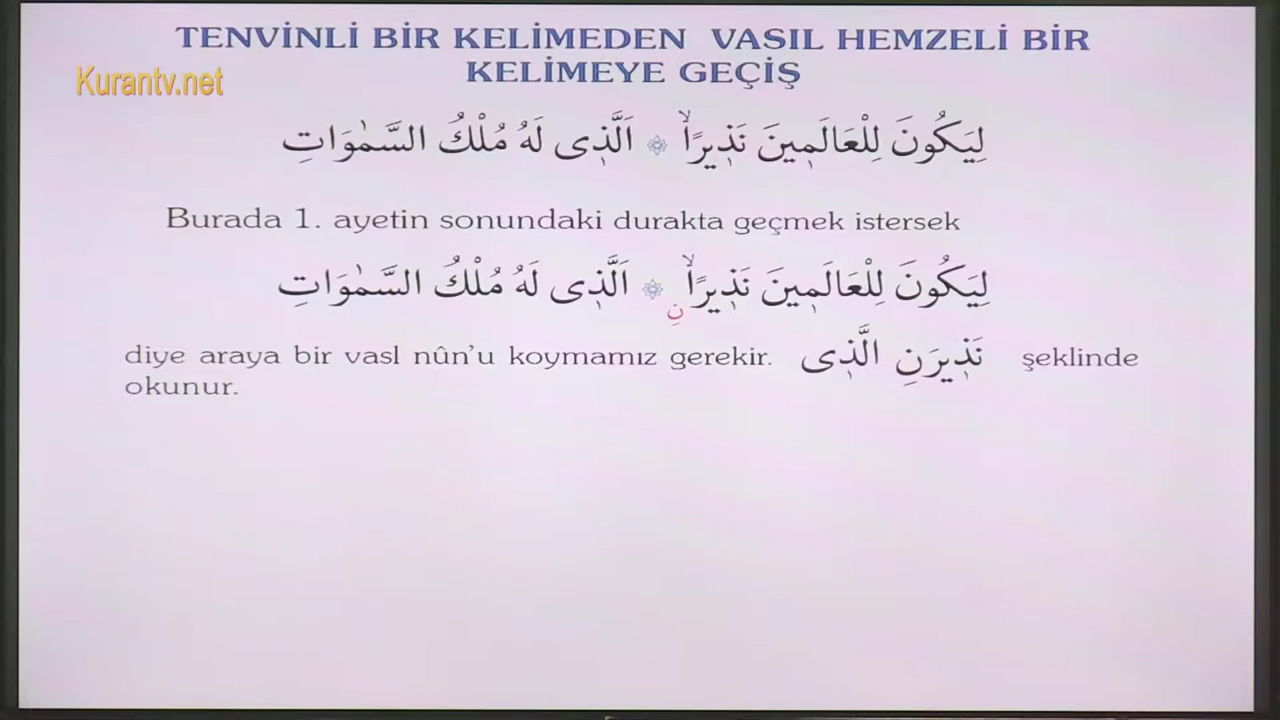 TENVİNLİ BİR KELİMEDEN VASIL HEMZELİ BİR
KELİMEYE GEÇİŞ
Kurantv.net
لِيَكُونَ لِلْعَالَم۪ينَ نَذ۪يرًاۙ ۞ اَلَّذ۪ى لَهُ مُلْكُ السَّمٰوَاتِ
Burada 1. ayetin sonundaki durakta geçmek istersek
لِيَكُونَ لِلْعَالَم۪ينَ نَذ۪يرًاۙ ۞ اَلَّذ۪ى لَهُ مُلْكُ السَّمٰوَاتِ
نِ
diye araya bir vasl nûn'u koymamız gerekir. نَذ۪يرَنِ الَّذ۪ى şeklinde
okunur.